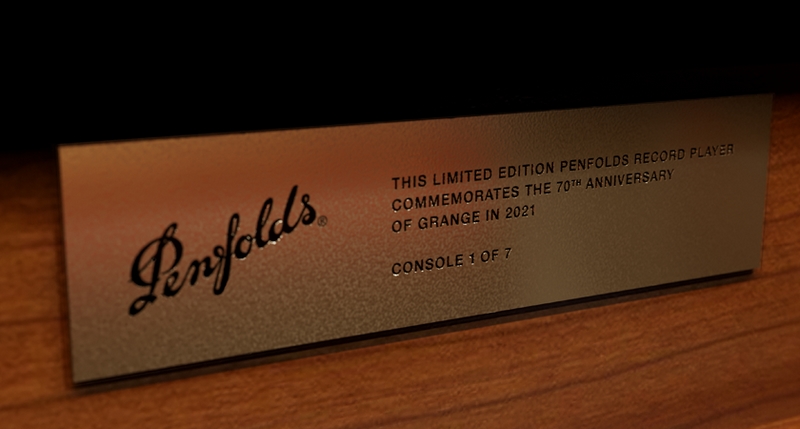 Penfolds®
THIS LIMITED EDITION PENFOLDS RECORD PLAYER
COMMEMORATES THE 70TH ANNIVERSARY
OF GRANGE IN 2021
CONSOLE 1 OF 7